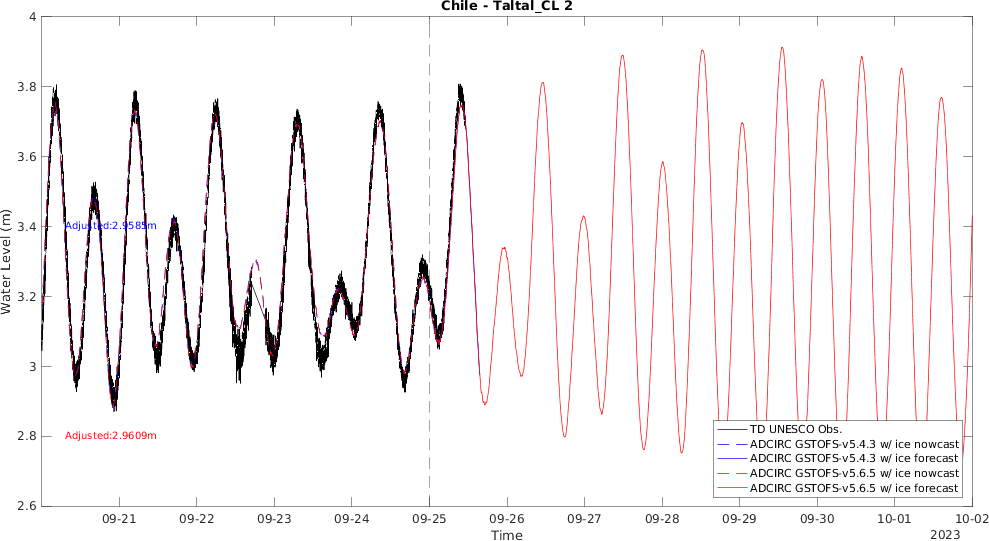 Chile - Taltal_CL 2
Water Level (m)
4
3.8
3.6
3.4
3.2
3
2.8
2.6
Adjusted:2.9585m
Adjusted:2.9609m
TD UNESCO Obs.
ADCIRC GSTOFS-v5.4.3 w/ ice nowcast
ADCIRC GSTOFS-v5.4.3 w/ ice forecast
ADCIRC GSTOFS-v5.6.5 w/ ice nowcast
ADCIRC GSTOFS-v5.6.5 w/ ice forecast
09-21 09-22 09-23 09-24 09-25 09-26 09-27 09-28 09-29 09-30 10-01 10-02
Time
2023